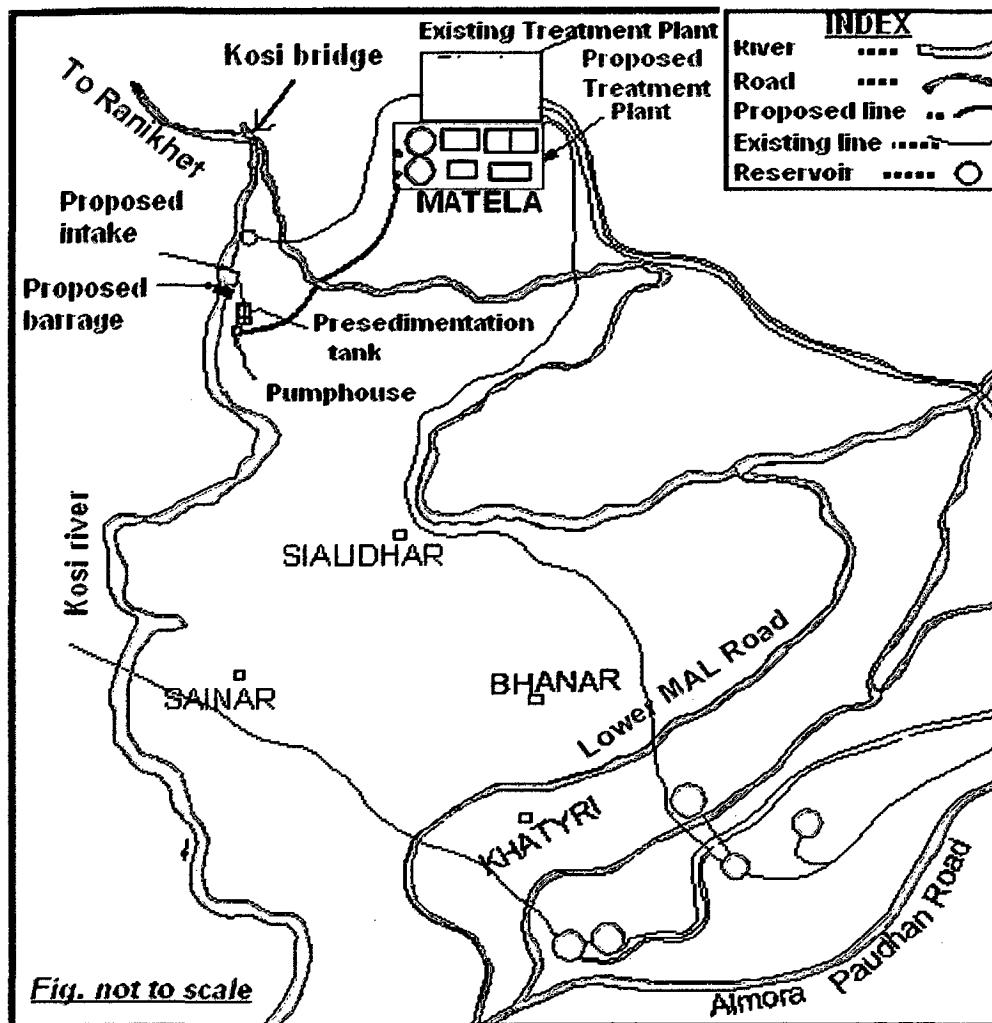 INDEX
River
Road
Proposed line
Existing line
Reservoir
Existing Treatment Plant
Proposed
Treatment
Plant
Kosi bridge
To Ranikhet
MATELA
Proposed
intake
Proposed
barrage
Presedimentation
tank
Pumphouse
Kosi river
SIAUDHAR
SAINAR
BHANAR
Lower MAL Road
KHATYRI
Almora Paudhan Road
Fig. not to scale